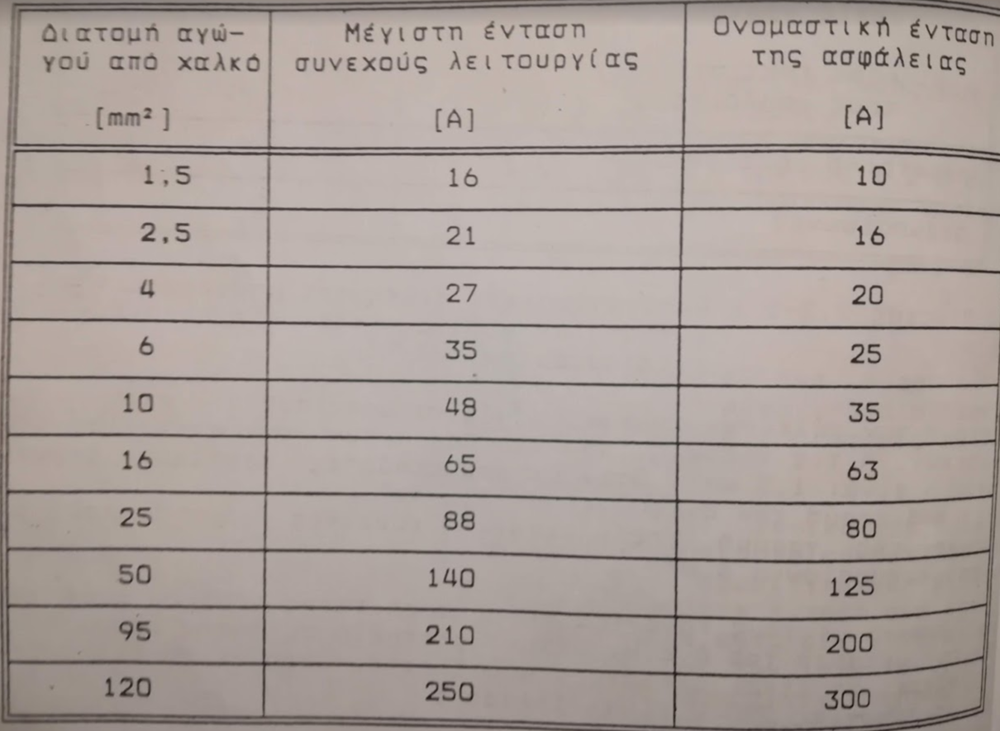 Διατομή αγώ- Μέγιστη ένταση Ονομαστική ένταση
γού από χαλκό συνεχούς λειτουργίας της ασφάλειας
[mm²] [A] [A]
1,5 16 10
2,5 21 16
4 27 20
6 35 25
10 48 35
16 65 63
25 88 80
50 140 125
95 210 200
120 250 300